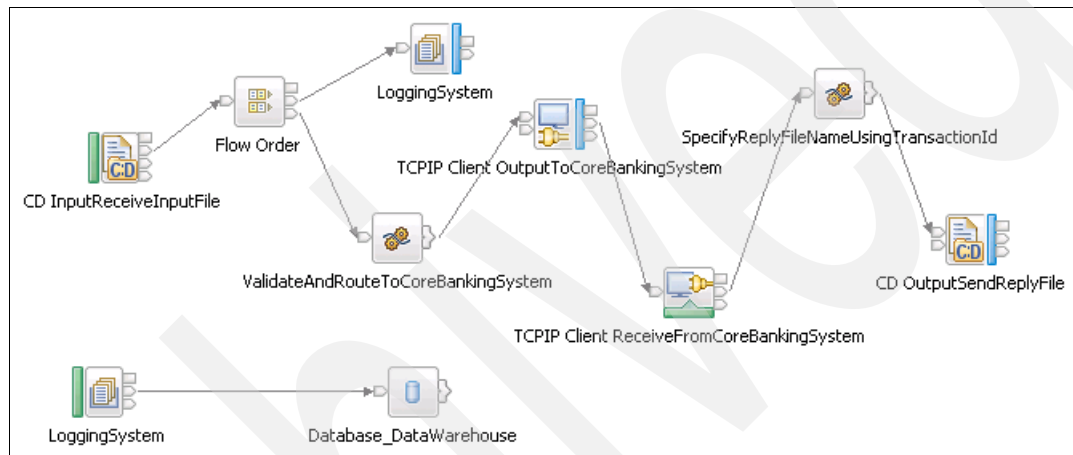 LoggingSystem
Flow Order
SpecifyReplyFileNameUsingTransactionId
TCPIP Client OutputToCoreBankingSystem
C:D
CD InputReceiveInputFile
C:D
ValidateAndRouteToCoreBankingSystem
CD OutputSendReplyFile
TCPIP Client ReceiveFromCoreBankingSystem
LoggingSystem
Database_DataWarehouse